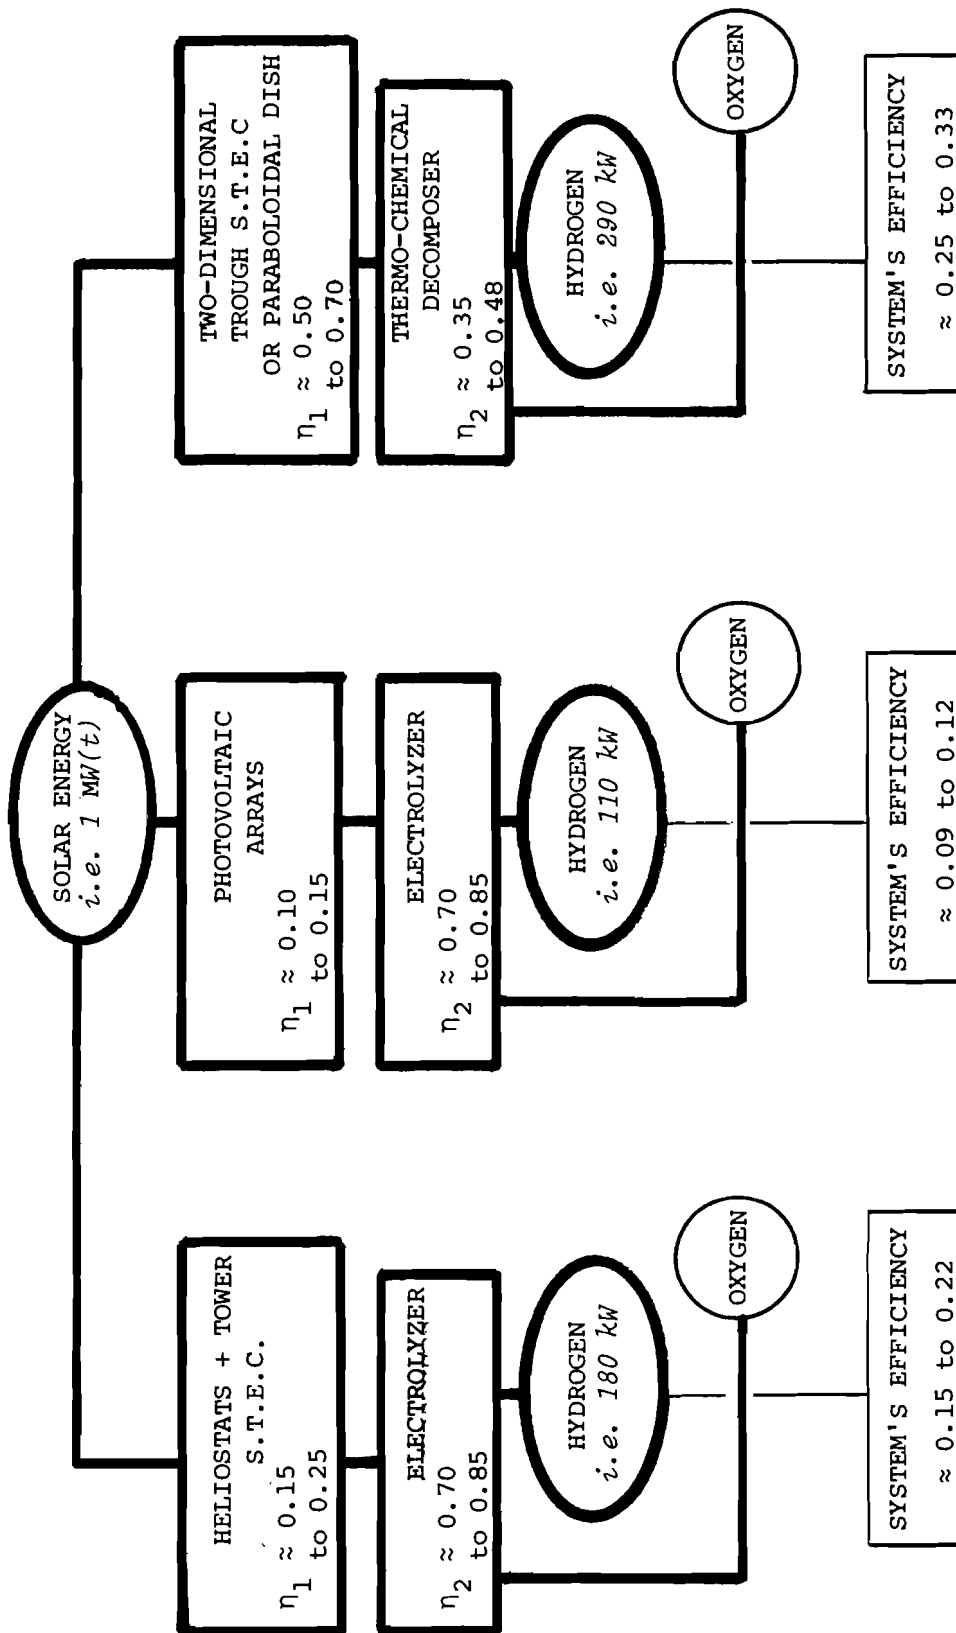 SOLAR ENERGY
i.e. 1 MW(t)
HELIOSTATS + TOWER
S.T.E.C.
η1 ≈ 0.15
to 0.25
ELECTROLYZER
η2 ≈ 0.70
to 0.85
HYDROGEN
i.e. 180 kW
OXYGEN
SYSTEM'S EFFICIENCY
≈ 0.15 to 0.22
PHOTOVOLTAIC
ARRAYS
η1 ≈ 0.10
to 0.15
ELECTROLYZER
η2 ≈ 0.70
to 0.85
HYDROGEN
i.e. 110 kW
OXYGEN
SYSTEM'S EFFICIENCY
≈ 0.09 to 0.12
TWO-DIMENSIONAL
TROUGH S.T.E.C
OR PARABOLOIDAL DISH
η1 ≈ 0.50
to 0.70
THERMO-CHEMICAL
DECOMPOSER
η2 ≈ 0.35
to 0.48
HYDROGEN
i.e. 290 kW
OXYGEN
SYSTEM'S EFFICIENCY
≈ 0.25 to 0.33